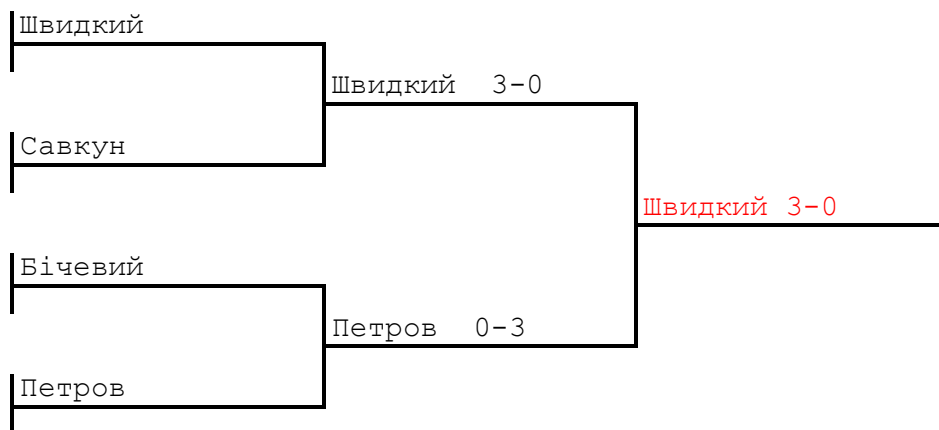 Швидкий
Швидкий 3-0
Савкун
Швидкий 3-0
Бічевий
Петров 0-3
Петров